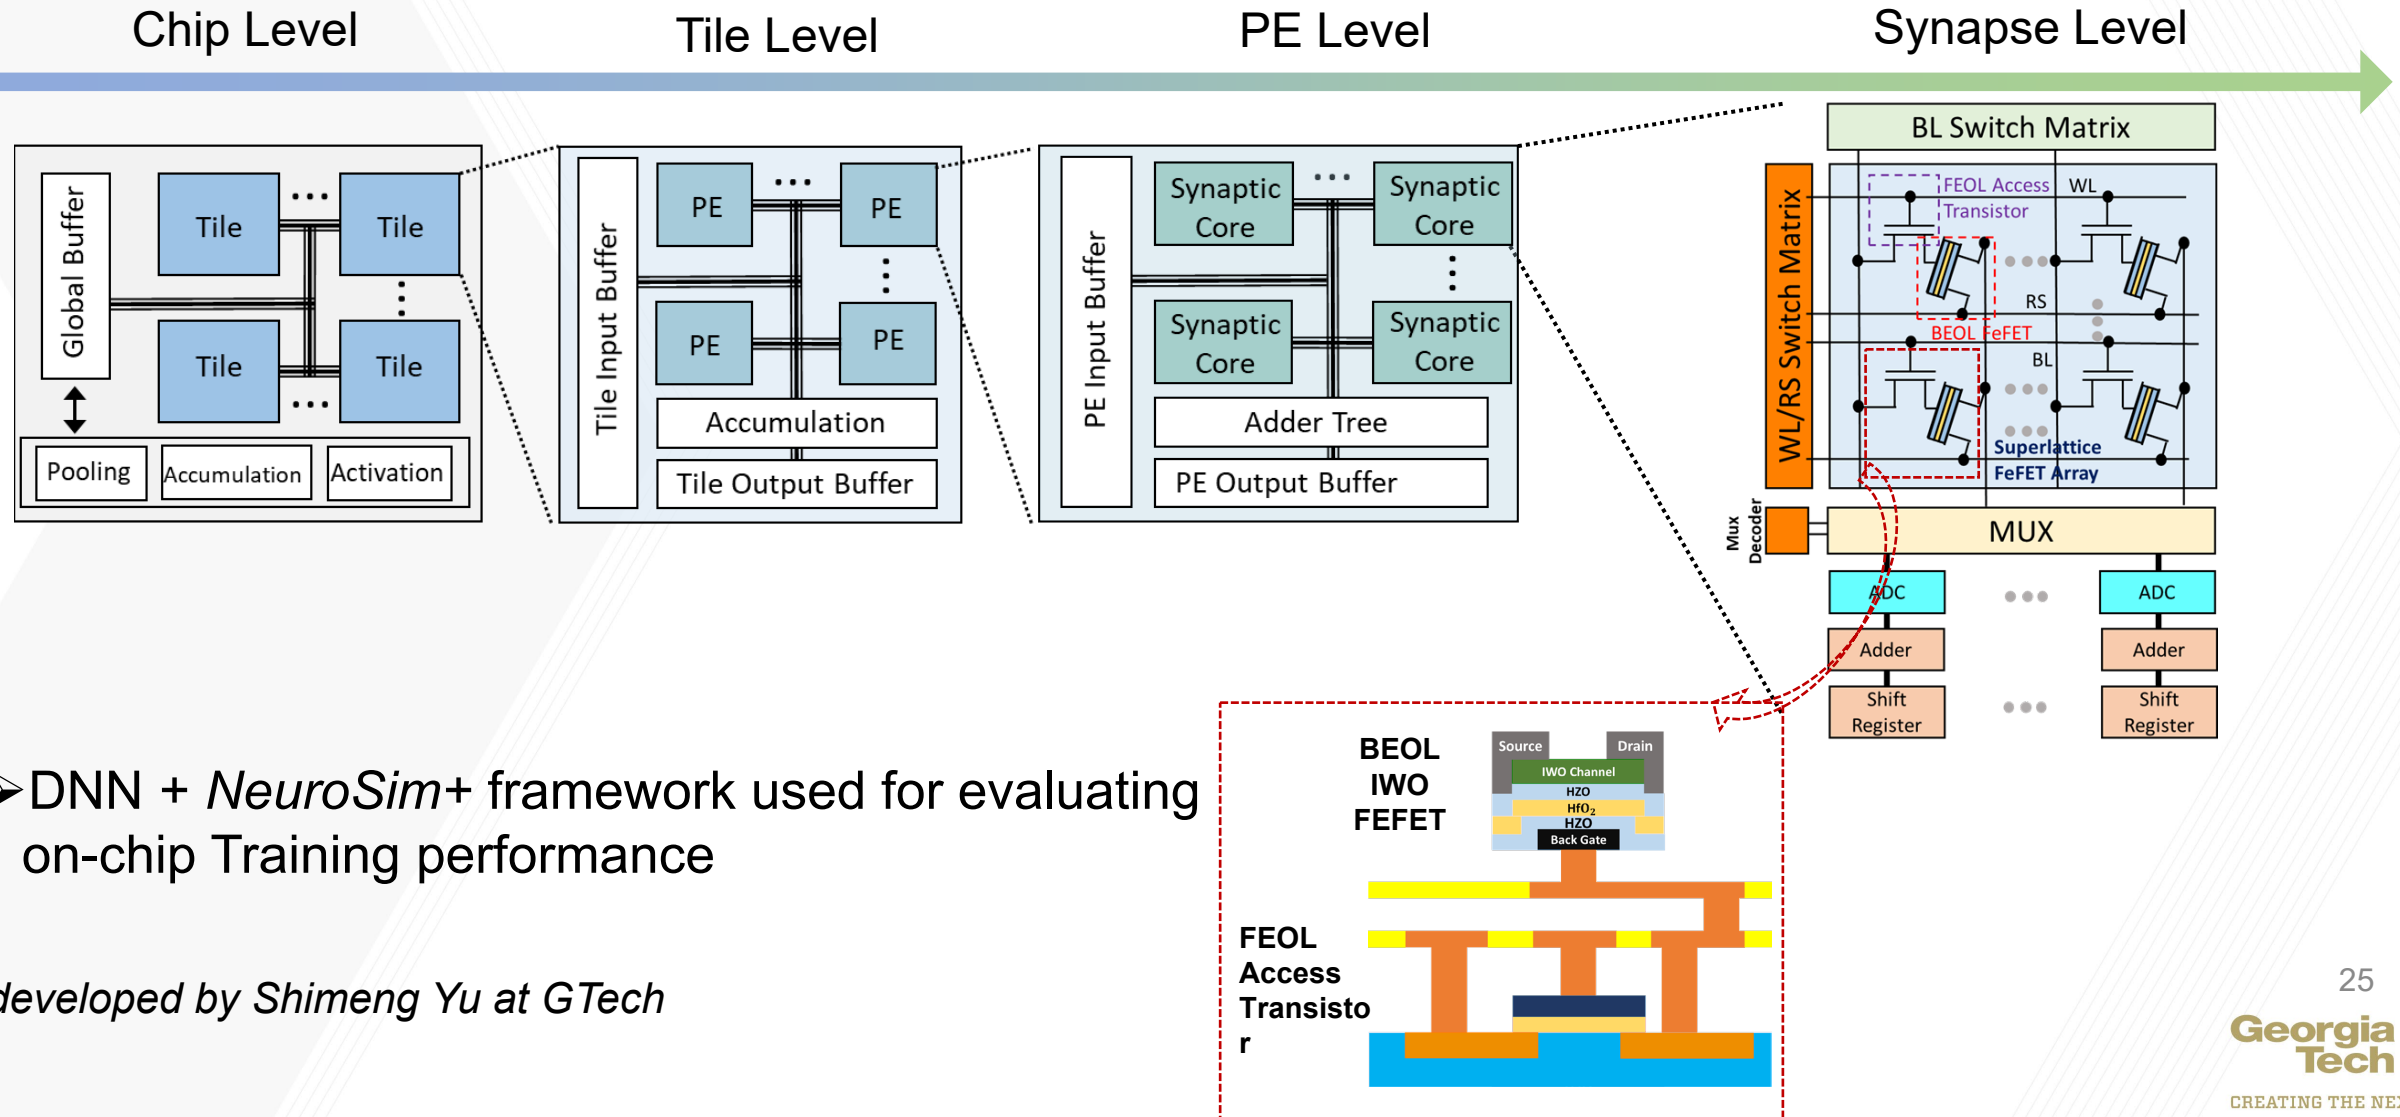 Chip Level
Tile Level
PE Level
Synapse Level
Global Buffer
Tile
Tile
Tile
Tile
Pooling
Accumulation
Activation
Tile Input Buffer
PE
PE
PE
PE
Accumulation
Tile Output Buffer
PE Input Buffer
Synaptic
Core
Synaptic
Core
Synaptic
Core
Synaptic
Core
Adder Tree
PE Output Buffer
BL Switch Matrix
WL/RS Switch Matrix
FEOL Access
Transistor
WL
RS
BEOL FeFET
BL
Superlattice
FeFET Array
Mux
Decoder
MUX
ADC
ADC
Adder
Adder
Shift
Register
Shift
Register
➢DNN + NeuroSim+ framework used for evaluating
on-chip Training performance
developed by Shimeng Yu at GTech
BEOL
IWO
FEFET
Source
Drain
IWO Channel
HZO
HfO₂
HZO
Back Gate
FEOL
Access
Transisto
r
25
Georgia
Tech
CREATING THE NE